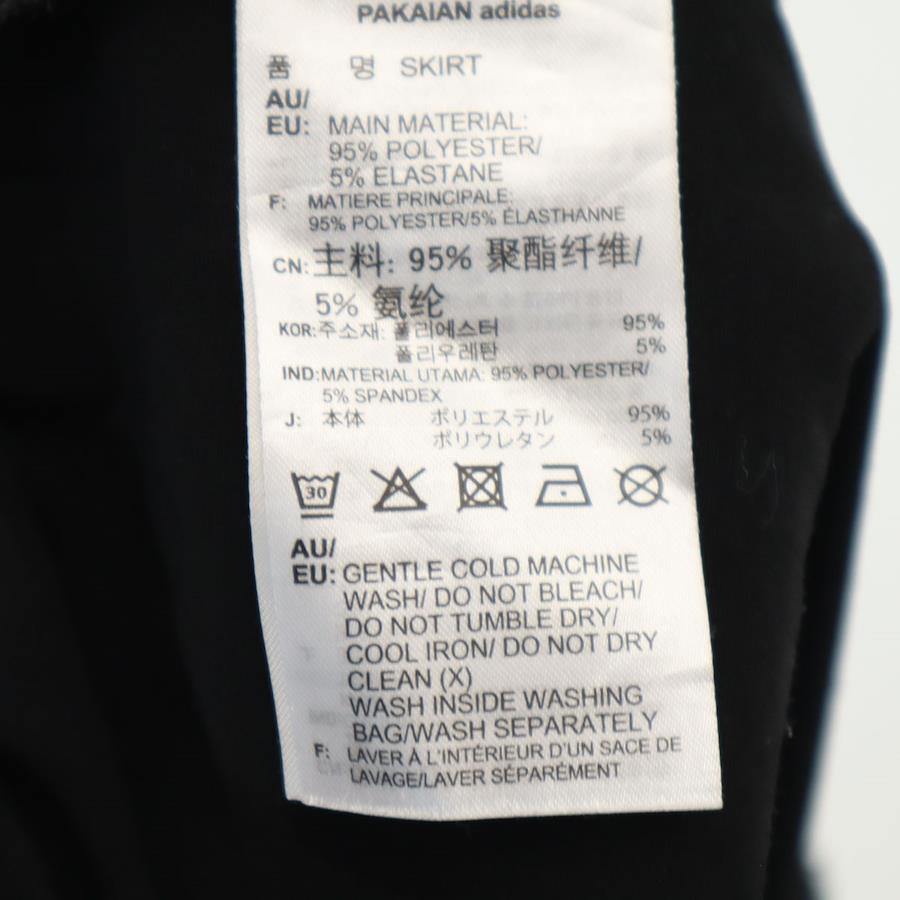 PAKAIAN adidas
품 명 SKIRT
AU/
EU: MAIN MATERIAL:
95% POLYESTER/
5% ELASTANE
F: MATIERE PRINCIPALE:
95% POLYESTER/5% ÉLASTHANNE
CN: 主料: 95% 聚酯纤维/
5% 氨纶
KOR: 주소재: 폴리에스터 95%
폴리우레탄 5%
IND: MATERIAL UTAMA: 95% POLYESTER/
5% SPANDEX
J: 本体 ポリエステル 95%
ポリウレタン 5%
30
AU/
EU: GENTLE COLD MACHINE
WASH/ DO NOT BLEACH/
DO NOT TUMBLE DRY/
COOL IRON/ DO NOT DRY
CLEAN (X)
WASH INSIDE WASHING
BAG/WASH SEPARATELY
F: LAVER À L'INTÉRIEUR D'UN SACE DE
LAVAGE/LAVER SÉPARÉMENT